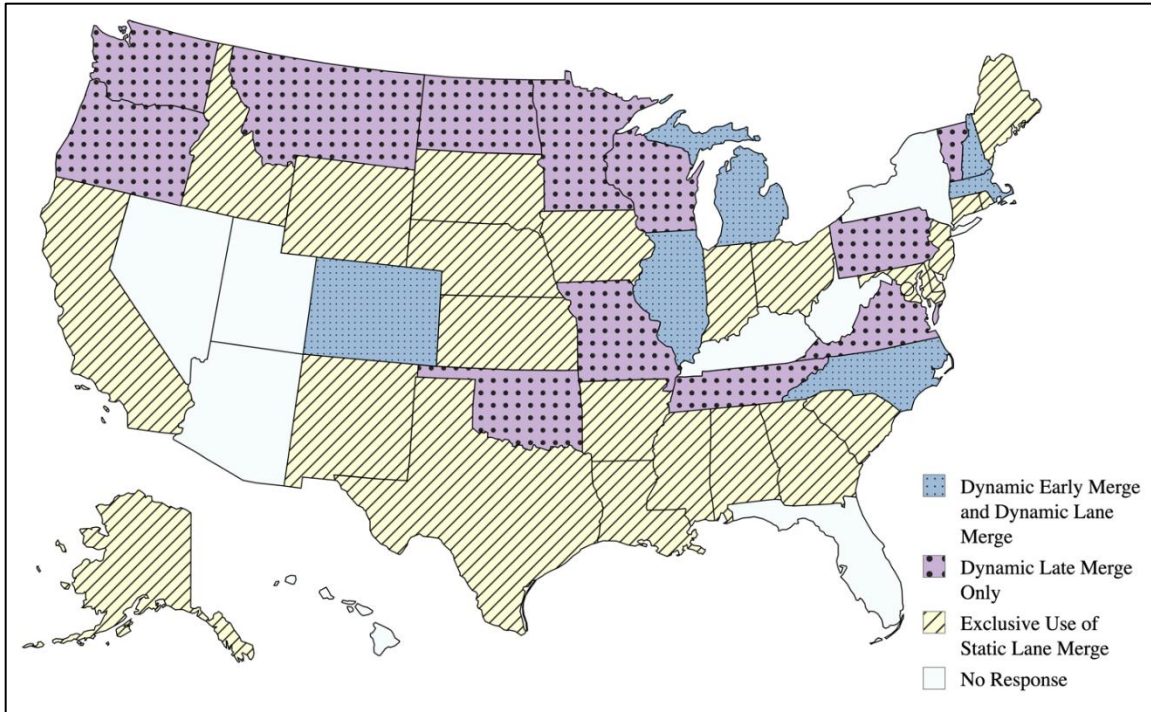 Dynamic Early Merge
and Dynamic Lane
Merge
Dynamic Late Merge
Only
Exclusive Use of
Static Lane Merge
No Response